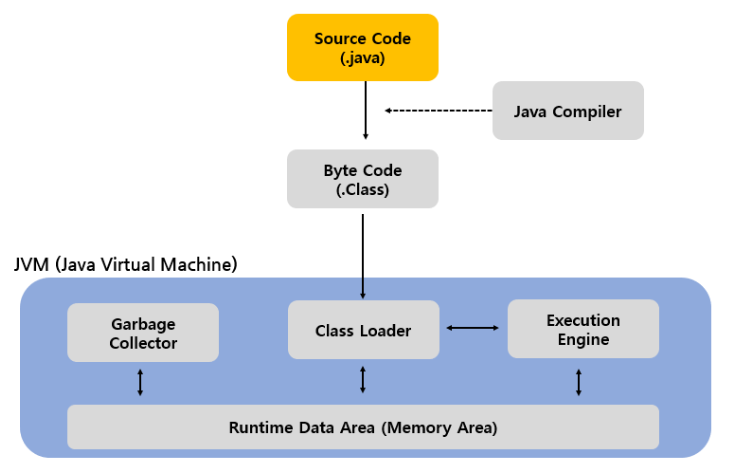 Source Code
(.java)
Java Compiler
Byte Code
(.Class)
JVM (Java Virtual Machine)
Garbage
Collector
Class Loader
Execution
Engine
Runtime Data Area (Memory Area)